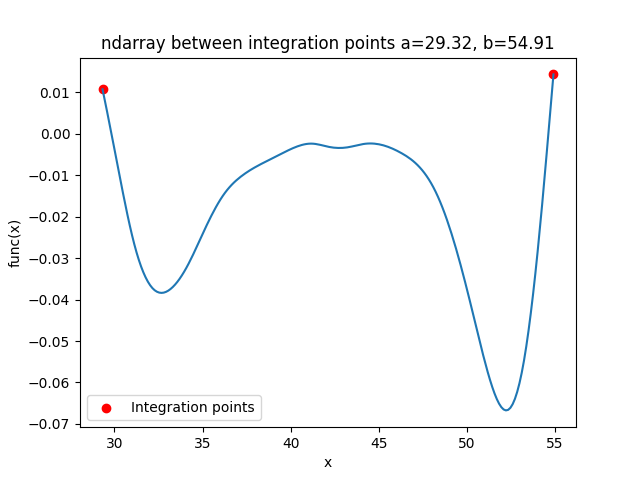 ndarray between integration points a=29.32, b=54.91
0.01
0.00
−0.01
−0.02
−0.03
−0.04
−0.05
−0.06
−0.07
func(x)
Integration points
30 35 40 45 50 55
x